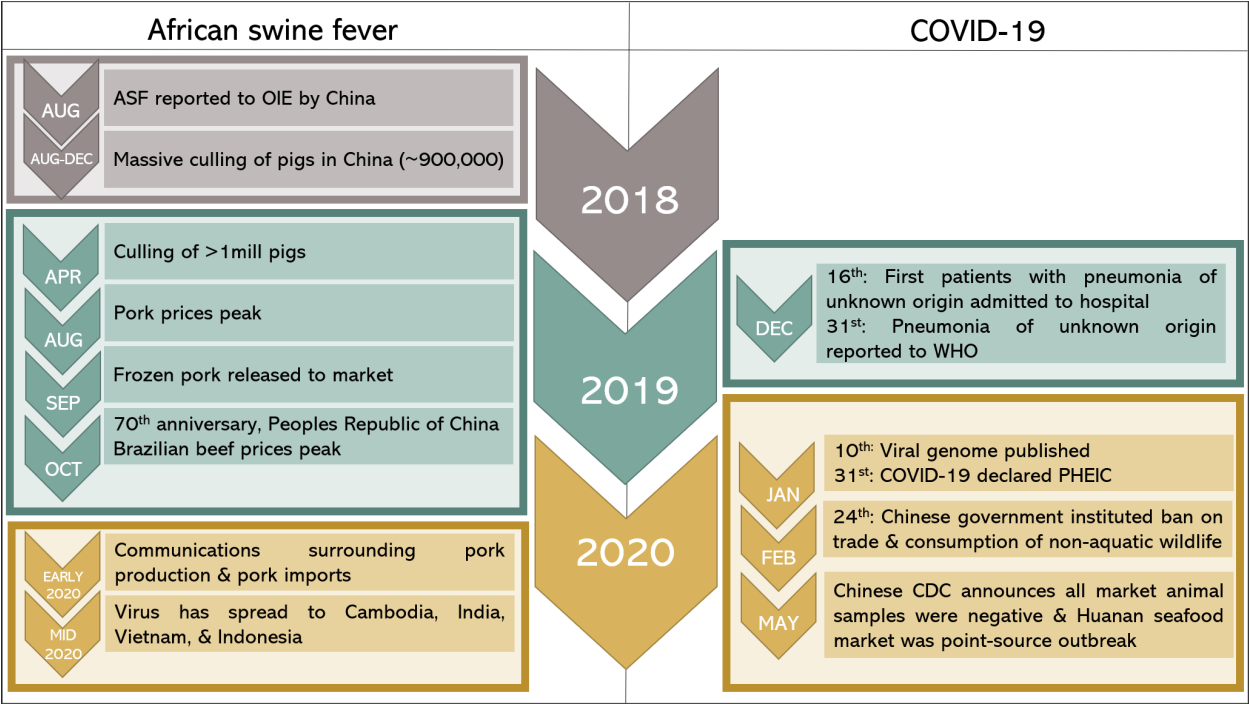 African swine fever
COVID-19
AUG
ASF reported to OIE by China
AUG-DEC
Massive culling of pigs in China (~900,000)
2018
APR
Culling of >1mill pigs
AUG
Pork prices peak
SEP
Frozen pork released to market
OCT
70th anniversary, Peoples Republic of China
Brazilian beef prices peak
2019
DEC
16th: First patients with pneumonia of
unknown origin admitted to hospital
31st: Pneumonia of unknown origin
reported to WHO
EARLY
2020
Communications surrounding pork
production & pork imports
MID
2020
Virus has spread to Cambodia, India,
Vietnam, & Indonesia
2020
JAN
10th: Viral genome published
31st: COVID-19 declared PHEIC
FEB
24th: Chinese government instituted ban on
trade & consumption of non-aquatic wildlife
MAY
Chinese CDC announces all market animal
samples were negative & Huanan seafood
market was point-source outbreak